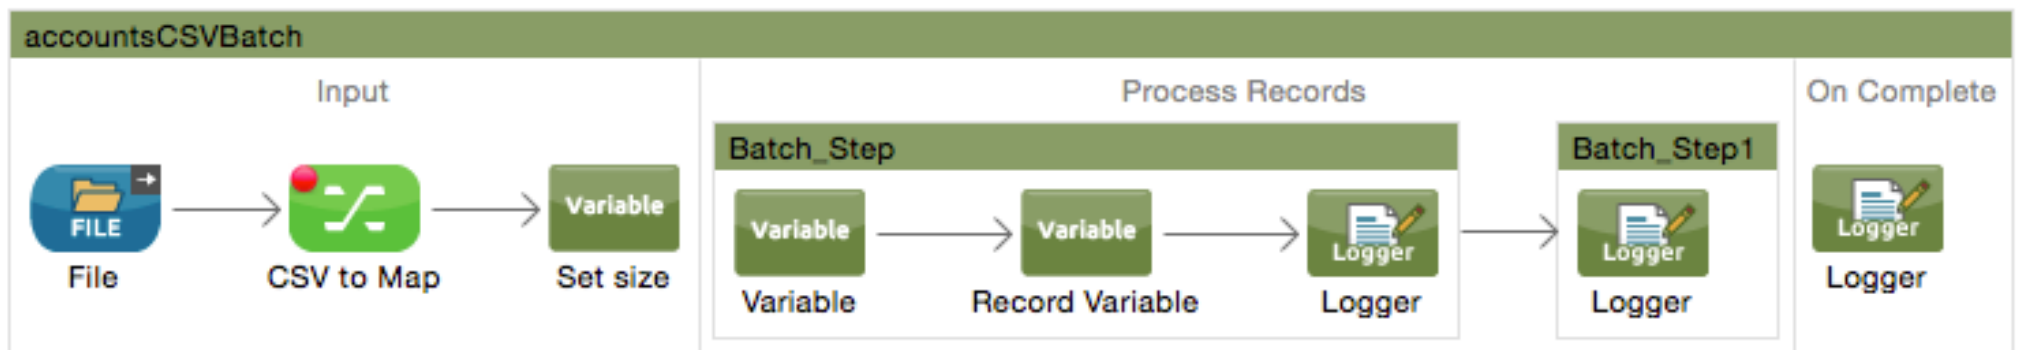 accountsCSVBatch
Input
Process Records
On Complete
Batch_Step
Batch_Step1
FILE
File
CSV to Map
Variable
Set size
Variable
Variable
Variable
Record Variable
Logger
Logger
Logger
Logger
Logger
Logger